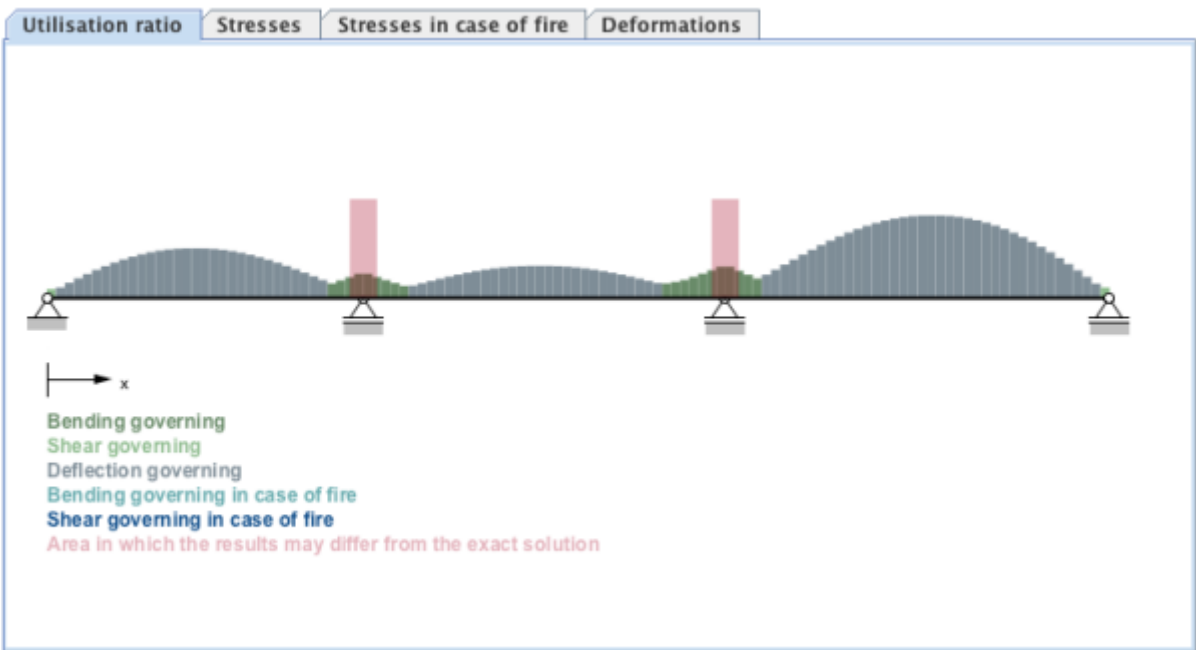 Utilisation ratio Stresses Stresses in case of fire Deformations
x
Bending governing
Shear governing
Deflection governing
Bending governing in case of fire
Shear governing in case of fire
Area in which the results may differ from the exact solution